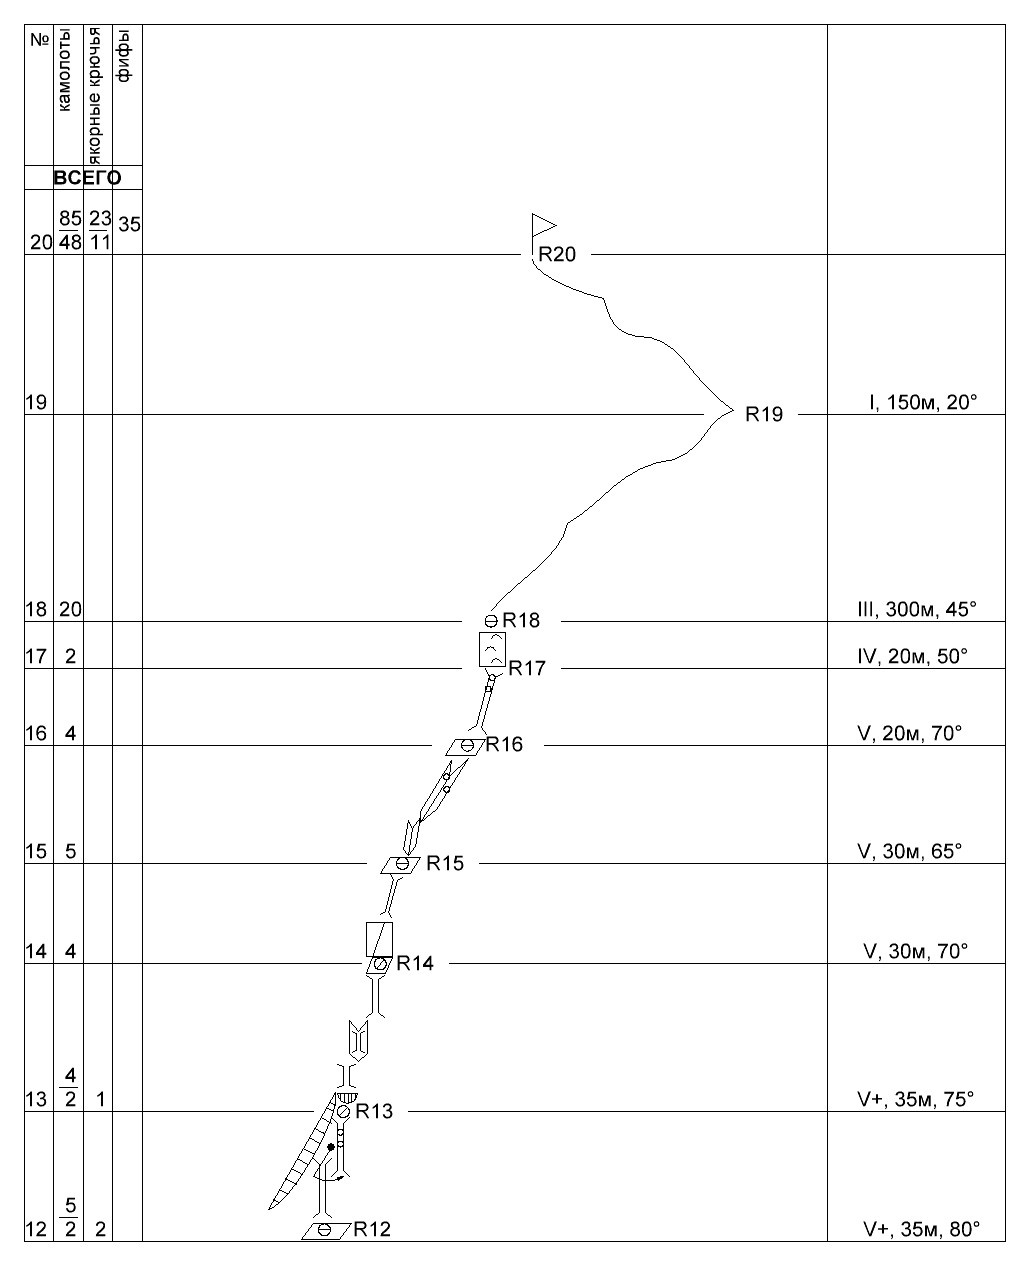 № камолоты якорные крючья фифы
ВСЕГО
20 85/48 23/11 35
R20
19 I, 150м, 20°
R19
18 20 III, 300м, 45°
R18
17 2 IV, 20м, 50°
R17
16 4 V, 20м, 70°
R16
15 5 V, 30м, 65°
R15
14 4 V, 30м, 70°
R14
13 4/2 1 V+, 35м, 75°
R13
12 5/2 2 R12 V+, 35м, 80°